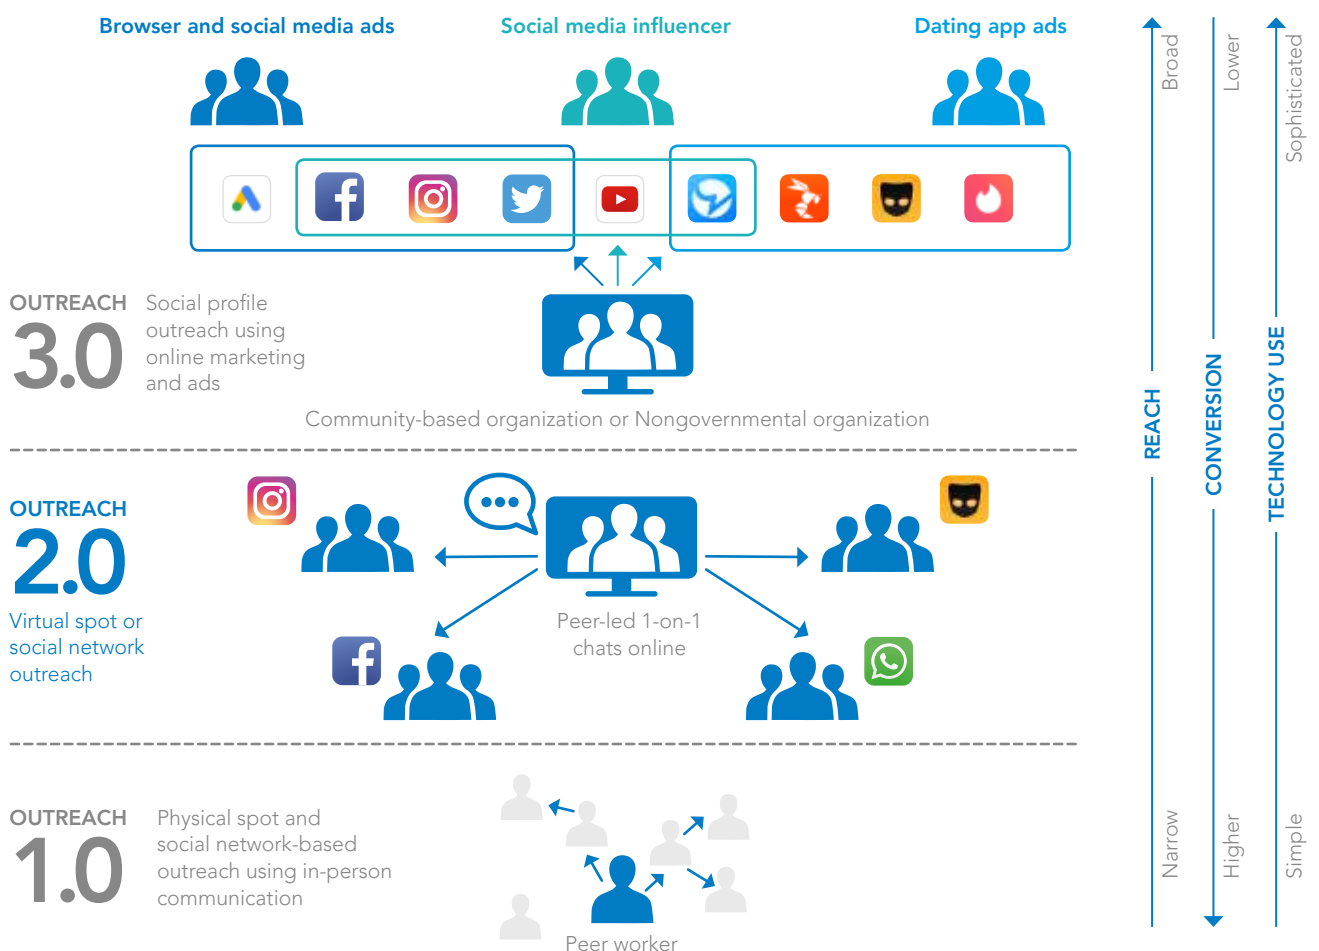 Browser and social media ads
Social media influencer
Dating app ads
OUTREACH
3.0
Social profile
outreach using
online marketing
and ads
Community-based organization or Nongovernmental organization
OUTREACH
2.0
Virtual spot or
social network
outreach
Peer-led 1-on-1
chats online
OUTREACH
1.0
Physical spot and
social network-based
outreach using in-person
communication
Peer worker
Broad
REACH
Narrow
Lower
CONVERSION
Higher
Sophisticated
TECHNOLOGY USE
Simple